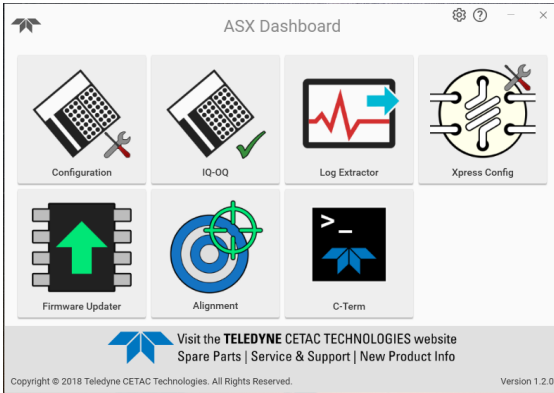 ASX Dashboard
Configuration
IQ-OQ
Log Extractor
Xpress Config
Firmware Updater
Alignment
>_
C-Term
Visit the TELEDYNE CETAC TECHNOLOGIES website
Spare Parts | Service & Support | New Product Info
Copyright © 2018 Teledyne CETAC Technologies. All Rights Reserved.
Version 1.2.0